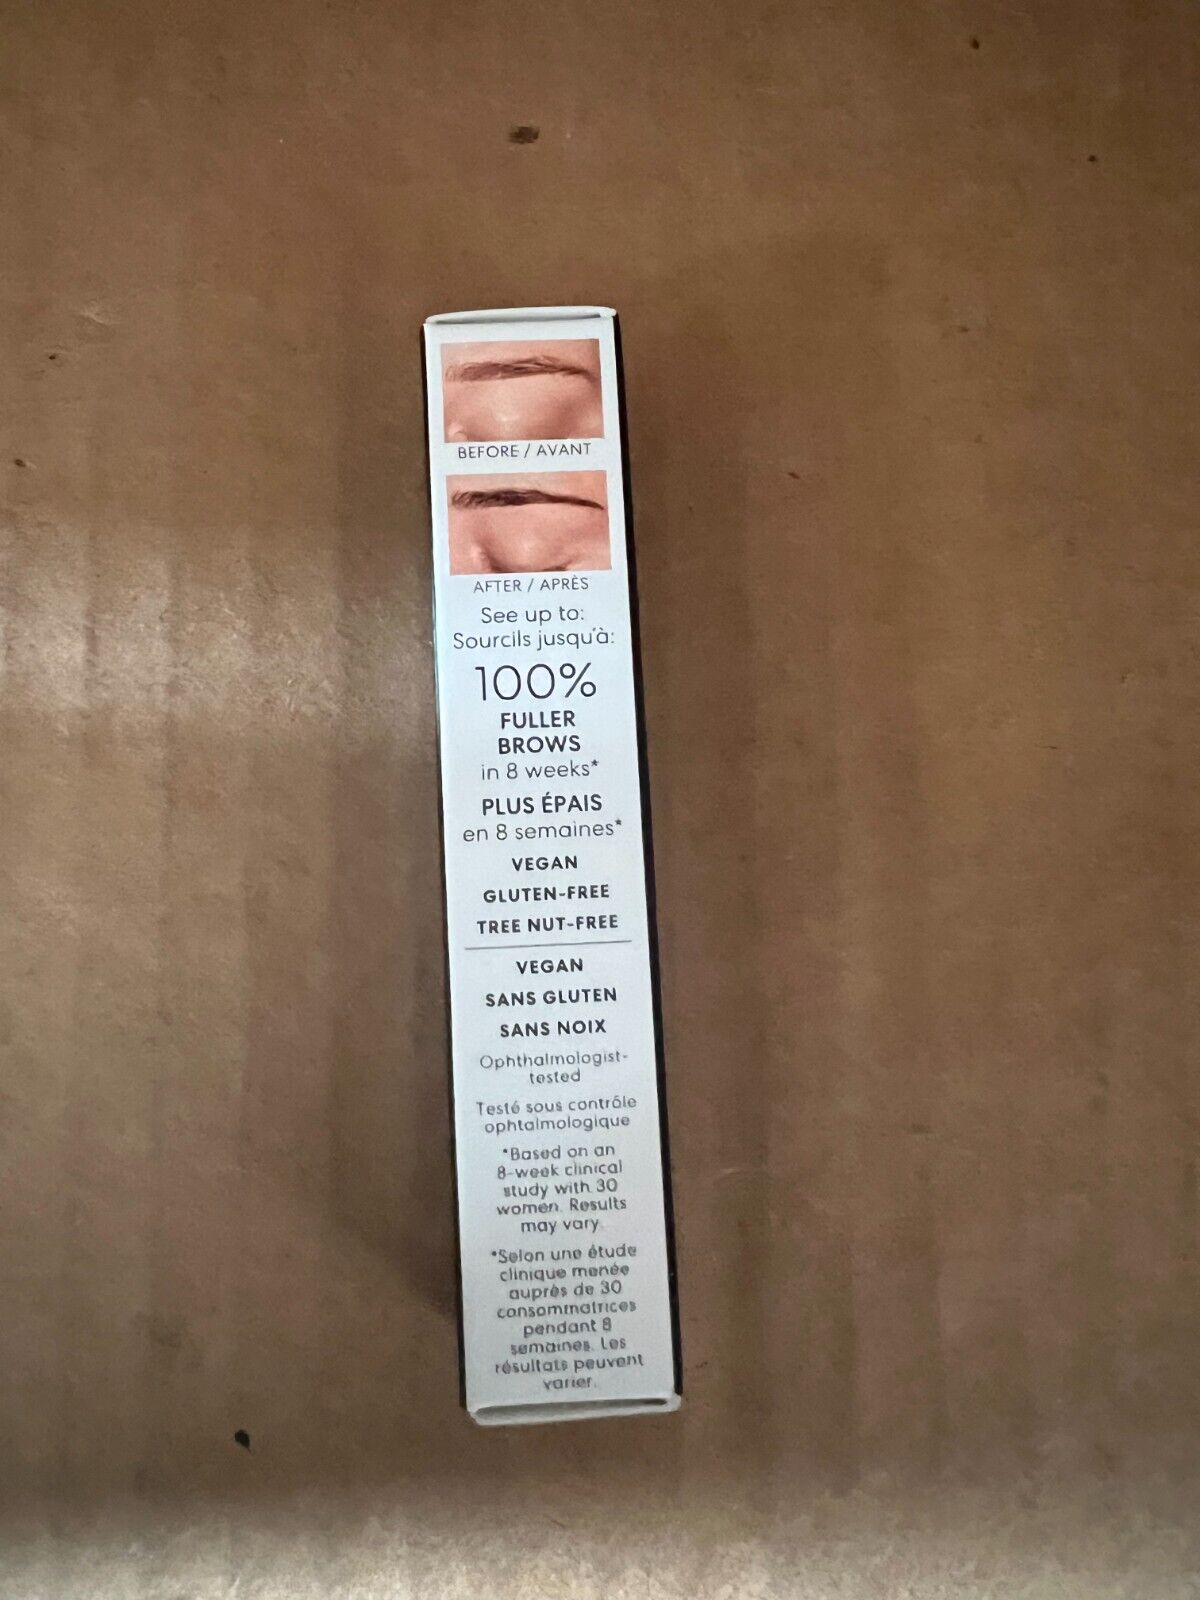 BEFORE / AVANT
AFTER / APRÈS
See up to:
Sourcils jusqu'à:
100%
FULLER
BROWS
in 8 weeks*
PLUS ÉPAIS
en 8 semaines*
VEGAN
GLUTEN-FREE
TREE NUT-FREE
VEGAN
SANS GLUTEN
SANS NOIX
Ophthalmologist-
tested
Testé sous contrôle
ophtalmologique
*Based on an
8-week clinical
study with 30
women. Results
may vary.
*Selon une étude
clinique menée
auprès de 30
consommatrices
pendant 8
semaines. Les
résultats peuvent
varier.